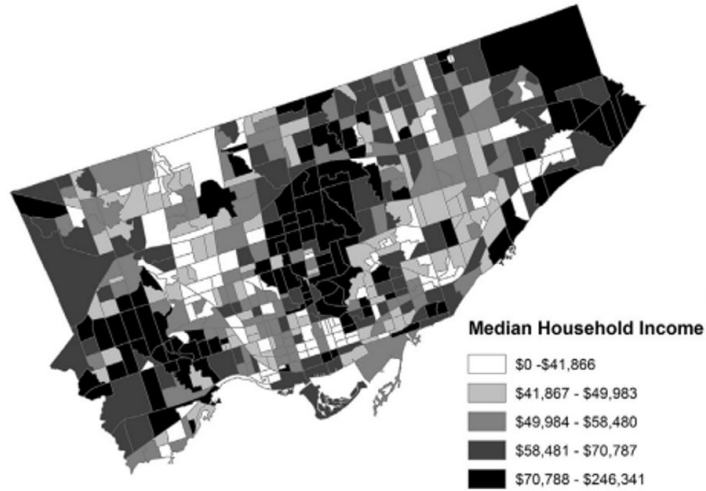 Median Household Income
$0 -$41,866
$41,867 - $49,983
$49,984 - $58,480
$58,481 - $70,787
$70,788 - $246,341